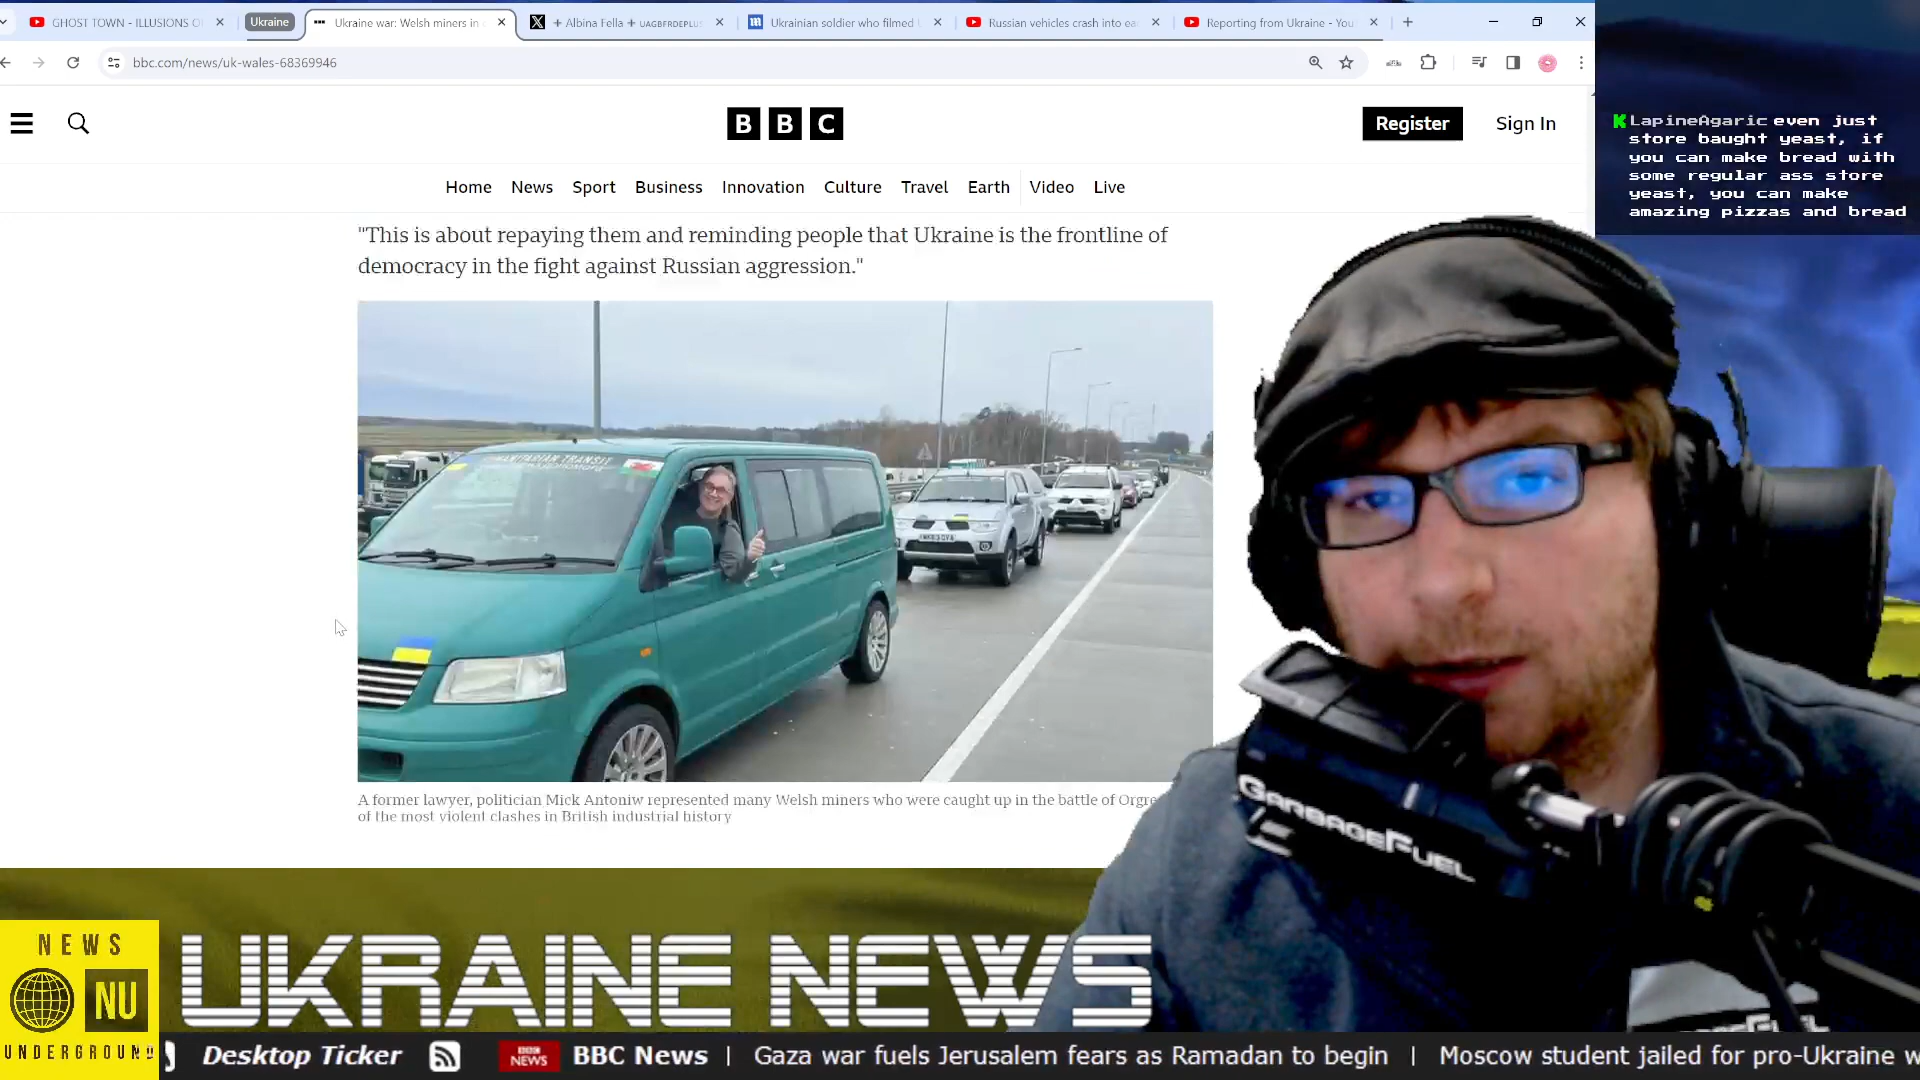 GHOST TOWN - ILLUSIONS O
Ukraine
Ukraine war: Welsh miners in
+ Albina Fella +
Ukrainian soldier who filmed
Russian vehicles crash into ea
Reporting from Ukraine - You
bbc.com/news/uk-wales-68369946
BBC
Register
Sign In
Home News Sport Business Innovation Culture Travel Earth Video Live
"This is about repaying them and reminding people that Ukraine is the frontline of
democracy in the fight against Russian aggression."
A former lawyer, politician Mick Antoniw represented many Welsh miners who were caught up in the battle of Orgre
of the most violent clashes in British industrial history
K LapineAgaric even just
store baught yeast, if
you can make bread with
some regular ass store
yeast, you can make
amazing pizzas and bread
GARBAGEFUEL
NEWS
NU
UNDERGROUND
UKRAINE NEWS
Desktop Ticker
BBC NEWS
BBC News | Gaza war fuels Jerusalem fears as Ramadan to begin | Moscow student jailed for pro-Ukraine w